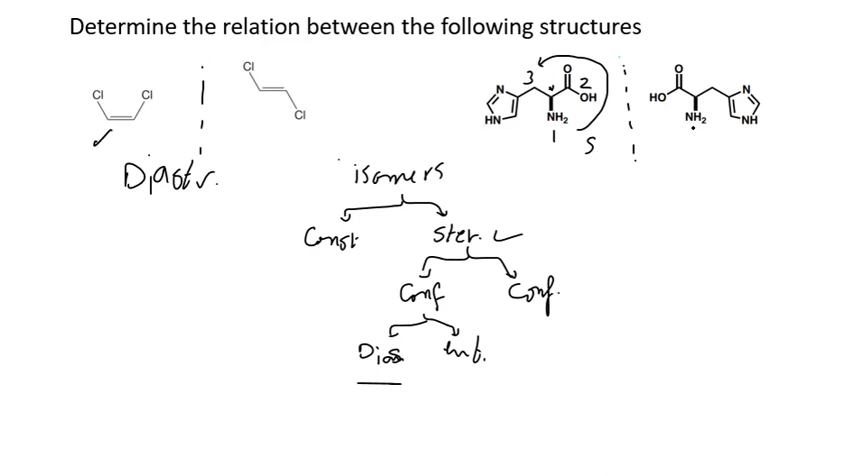 Determine the relation between the following structures
Cl Cl
Cl
Cl
N
HN
3
O
2
OH
NH₂
1
S
O
HO
NH₂
N
NH
Diastr.
isomers
Const
Ster.
Conf
Conf.
Dias
ent.